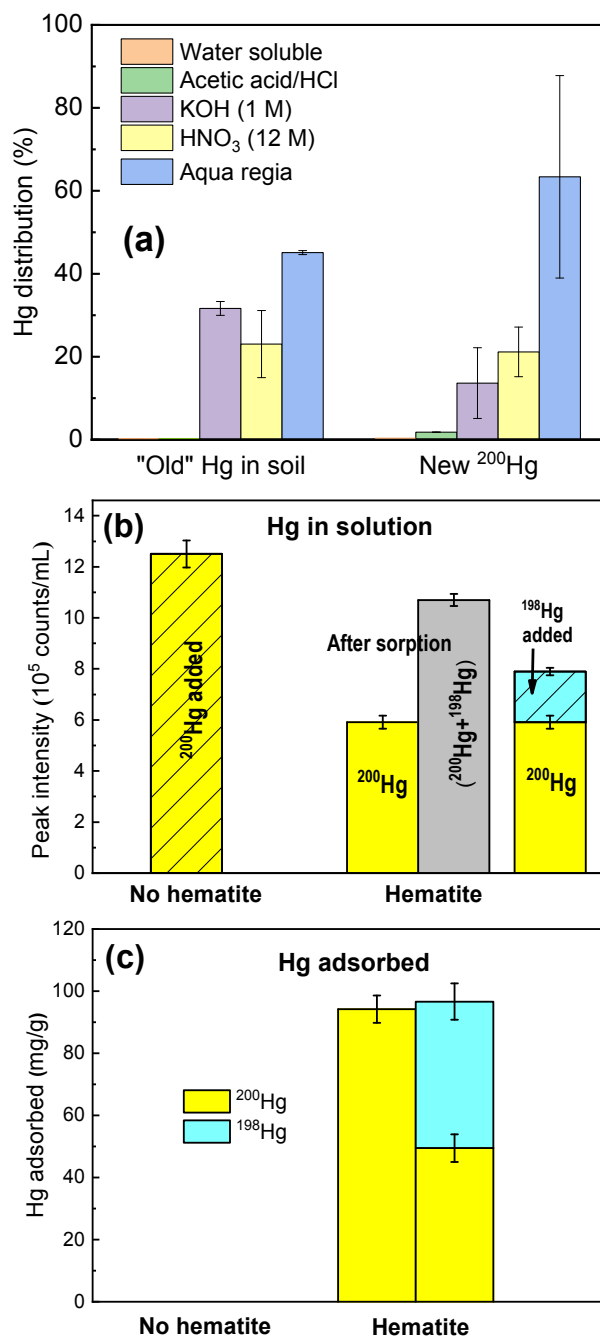 100
80
60
40
20
0
Hg distribution (%)
Water soluble
Acetic acid/HCl
KOH (1 M)
HNO₃ (12 M)
Aqua regia
(a)
"Old" Hg in soil
New ²⁰⁰Hg
14
12
10
8
6
4
2
0
Peak intensity (10⁵ counts/mL)
(b)
Hg in solution
²⁰⁰Hg added
After sorption
²⁰⁰Hg
(²⁰⁰Hg+¹⁹⁸Hg)
¹⁹⁸Hg
added
²⁰⁰Hg
No hematite
Hematite
120
100
80
60
40
20
0
Hg adsorbed (mg/g)
(c)
Hg adsorbed
²⁰⁰Hg
¹⁹⁸Hg
No hematite
Hematite